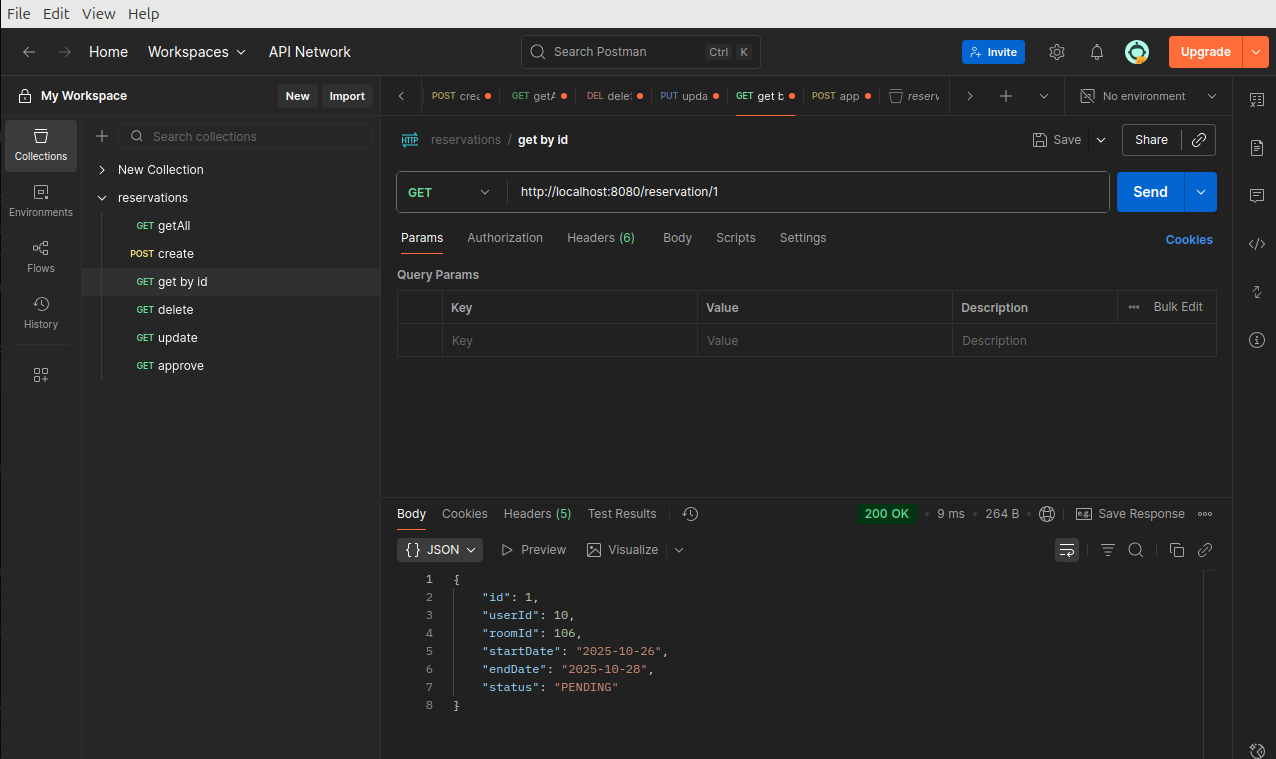 File Edit View Help
Home Workspaces API Network Search Postman Ctrl K Invite Upgrade
My Workspace New Import
POST crea GET getA DEL dele PUT upda GET get b POST app reserv No environment
Collections
Search collections
reservations / get by id Save Share
New Collection
Environments
reservations
GET http://localhost:8080/reservation/1 Send
GET getAll
Params Authorization Headers (6) Body Scripts Settings Cookies
POST create
Flows
GET get by id
Query Params
GET delete
Key Value Description Bulk Edit
History
GET update
Key Value Description
GET approve
Body Cookies Headers (5) Test Results 200 OK 9 ms 264 B e.g. Save Response
{} JSON Preview Visualize
1 {
2 "id": 1,
3 "userId": 10,
4 "roomId": 106,
5 "startDate": "2025-10-26",
6 "endDate": "2025-10-28",
7 "status": "PENDING"
8 }